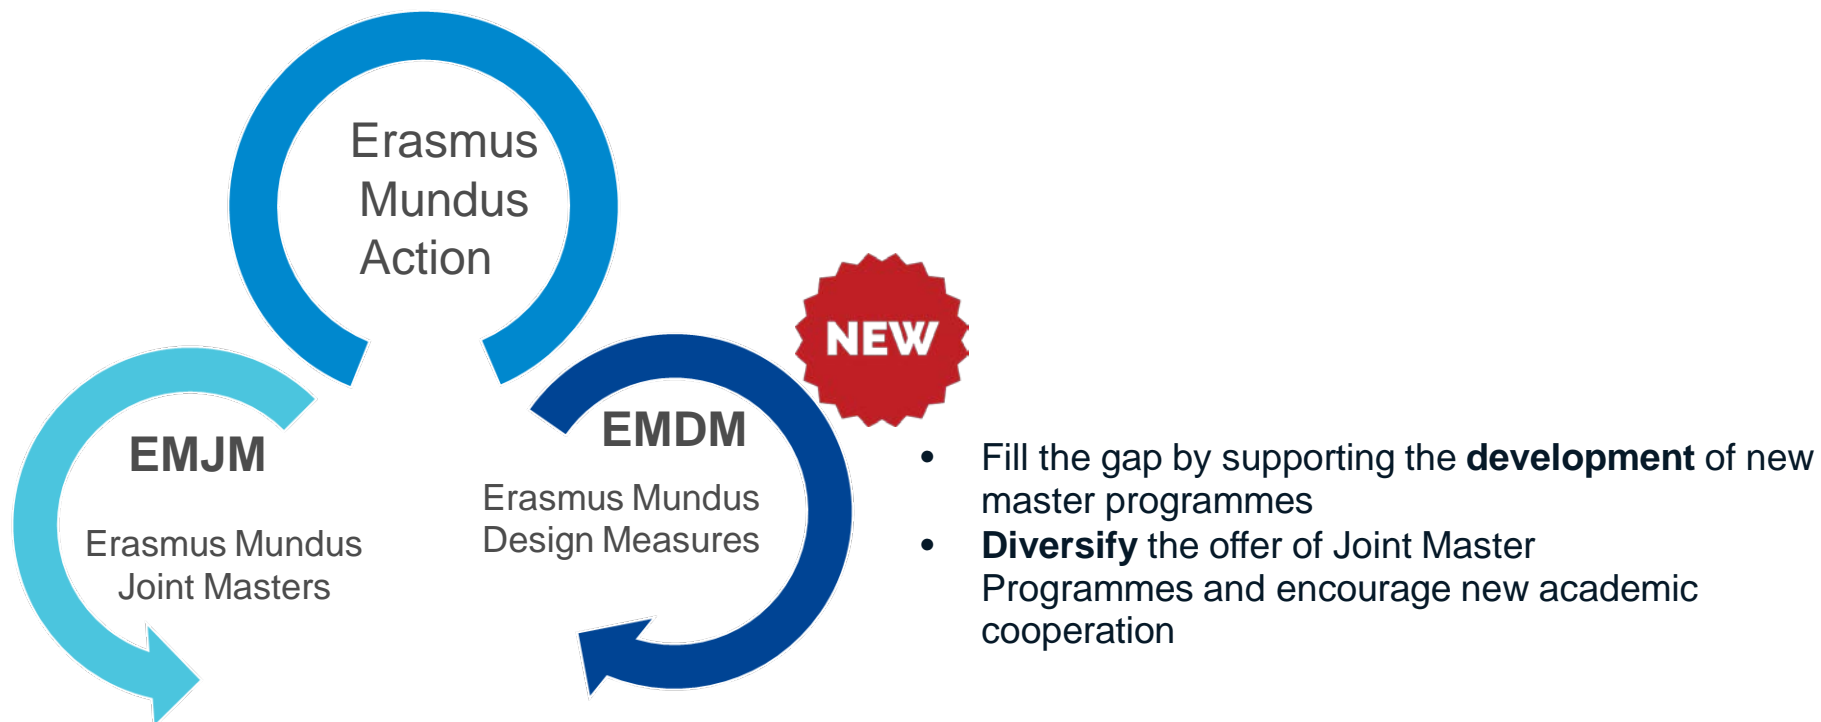 Erasmus
Mundus
Action
NEW
EMJM
Erasmus Mundus
Joint Masters
EMDM
Erasmus Mundus
Design Measures
• Fill the gap by supporting the development of new
master programmes
• Diversify the offer of Joint Master
Programmes and encourage new academic
cooperation